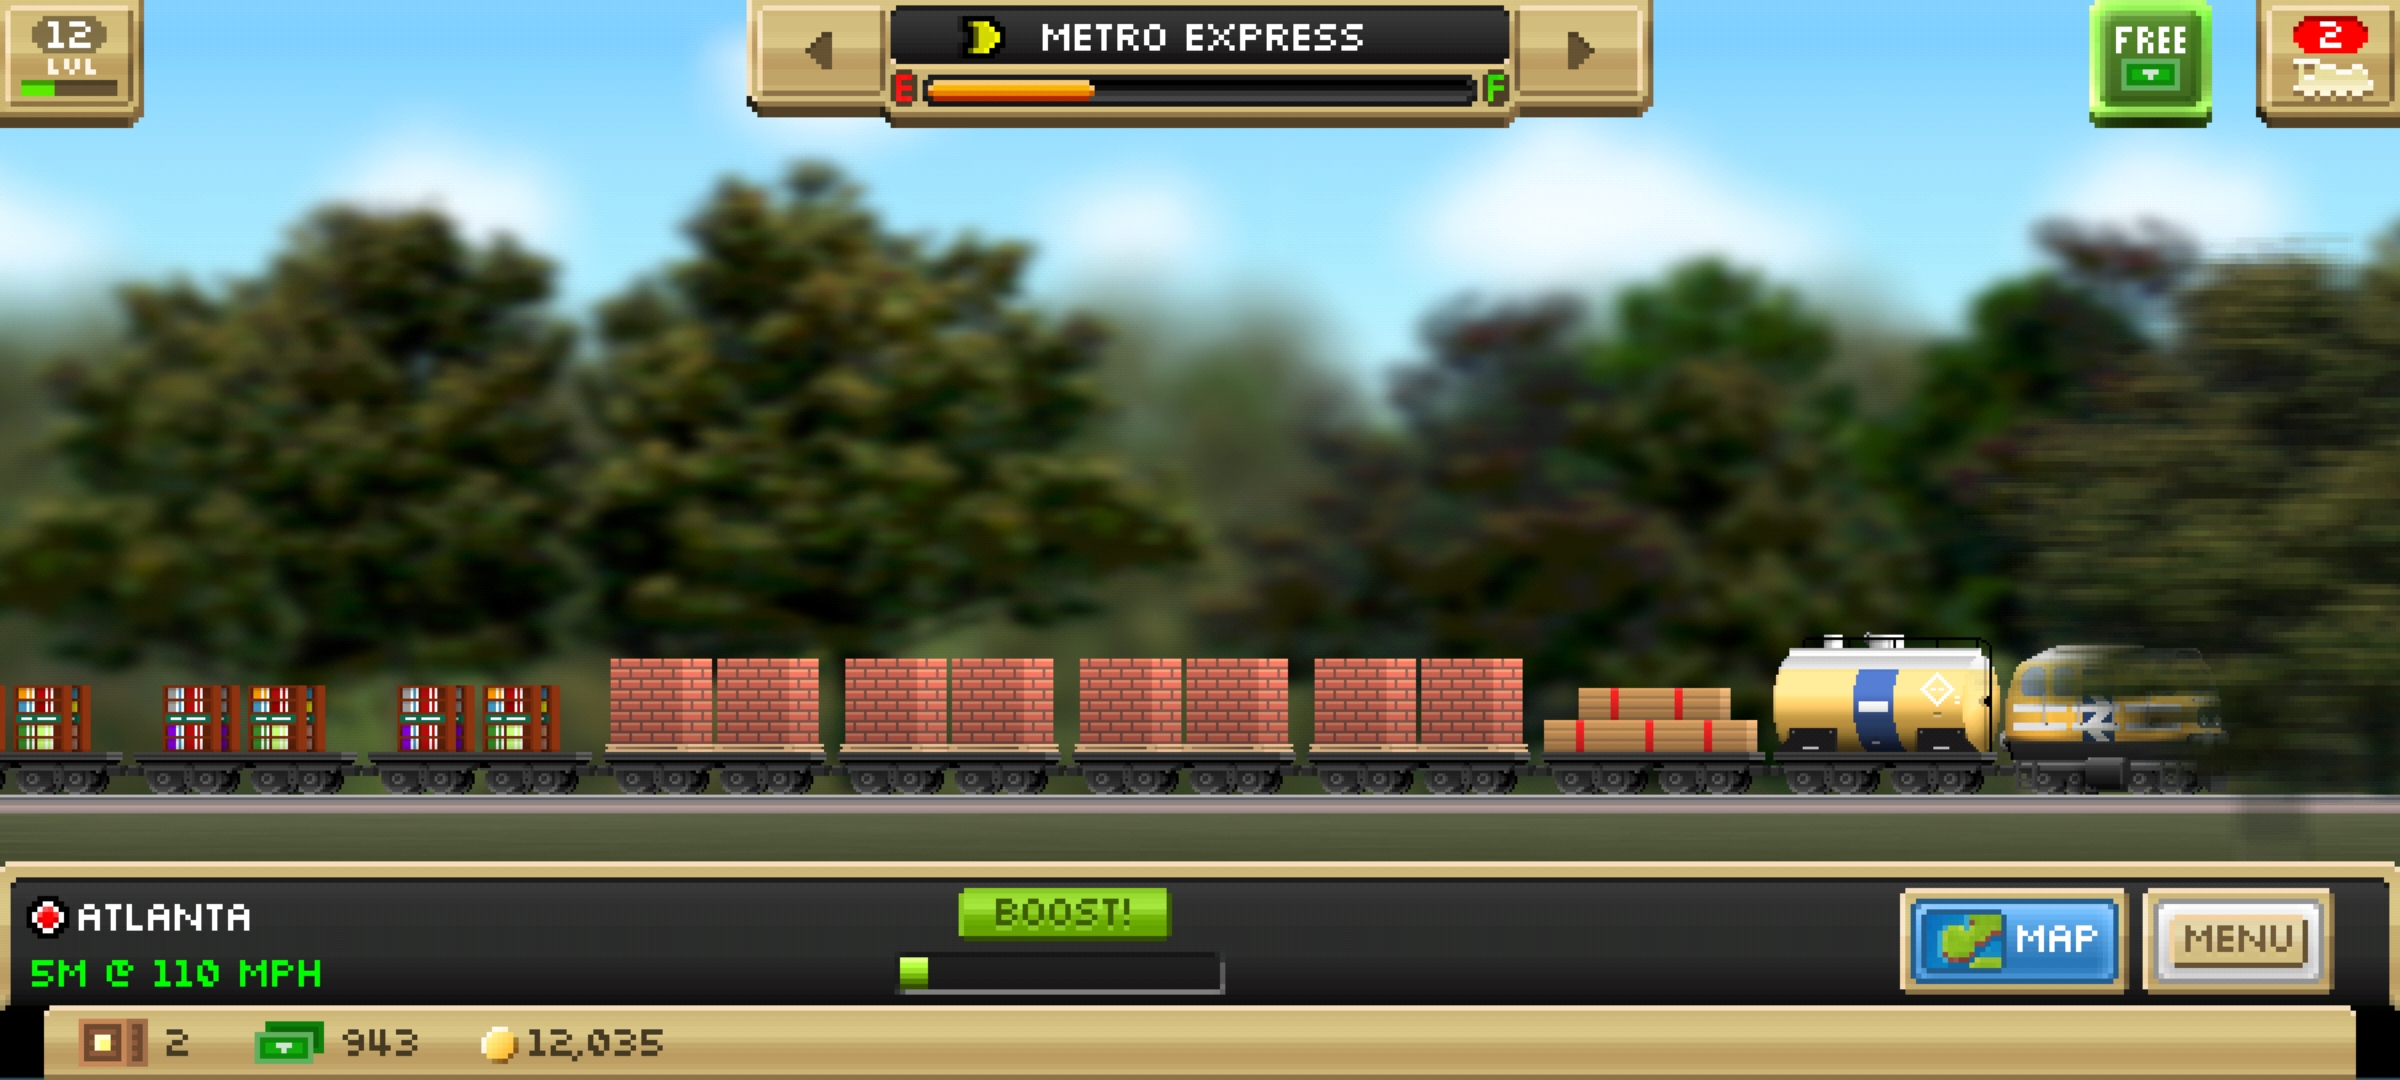 12
LVL
METRO EXPRESS
E F
FREE
2
ATLANTA
5M @ 110 MPH
BOOST!
MAP
MENU
2 943 12,035